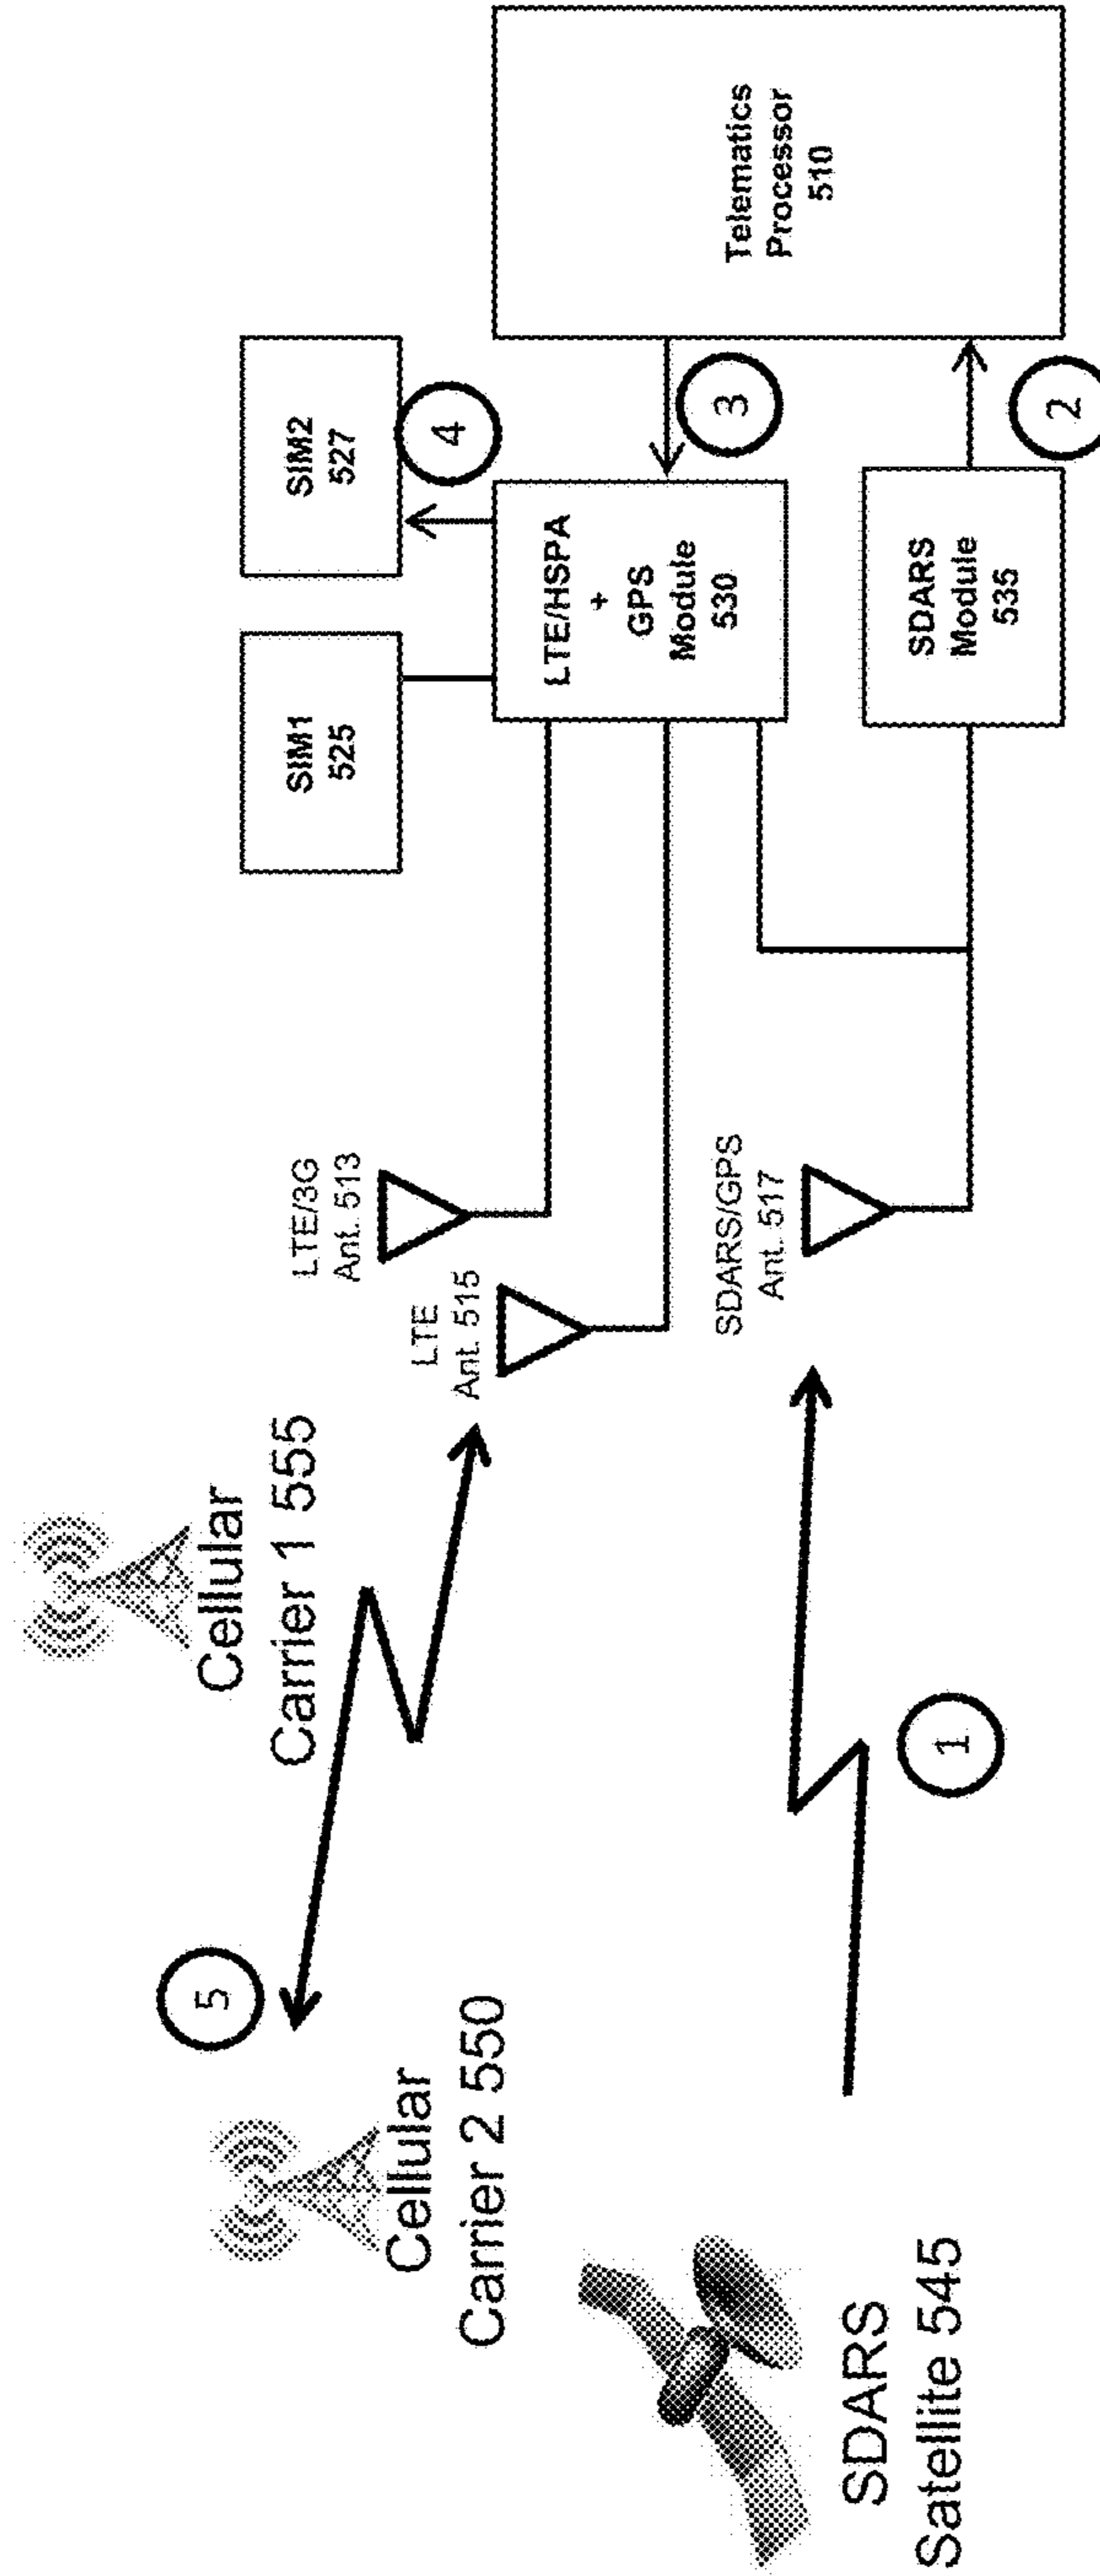 Cellular
Carrier 1 555
5
Cellular
Carrier 2 550
SDARS
Satellite 545
1
LTE/3G
Ant. 513
LTE
Ant. 515
SDARS/GPS
Ant. 517
SIM1
525
SIM2
527
4
LTE/HSPA
+
GPS
Module
530
3
SDARS
Module
535
2
Telematics
Processor
510